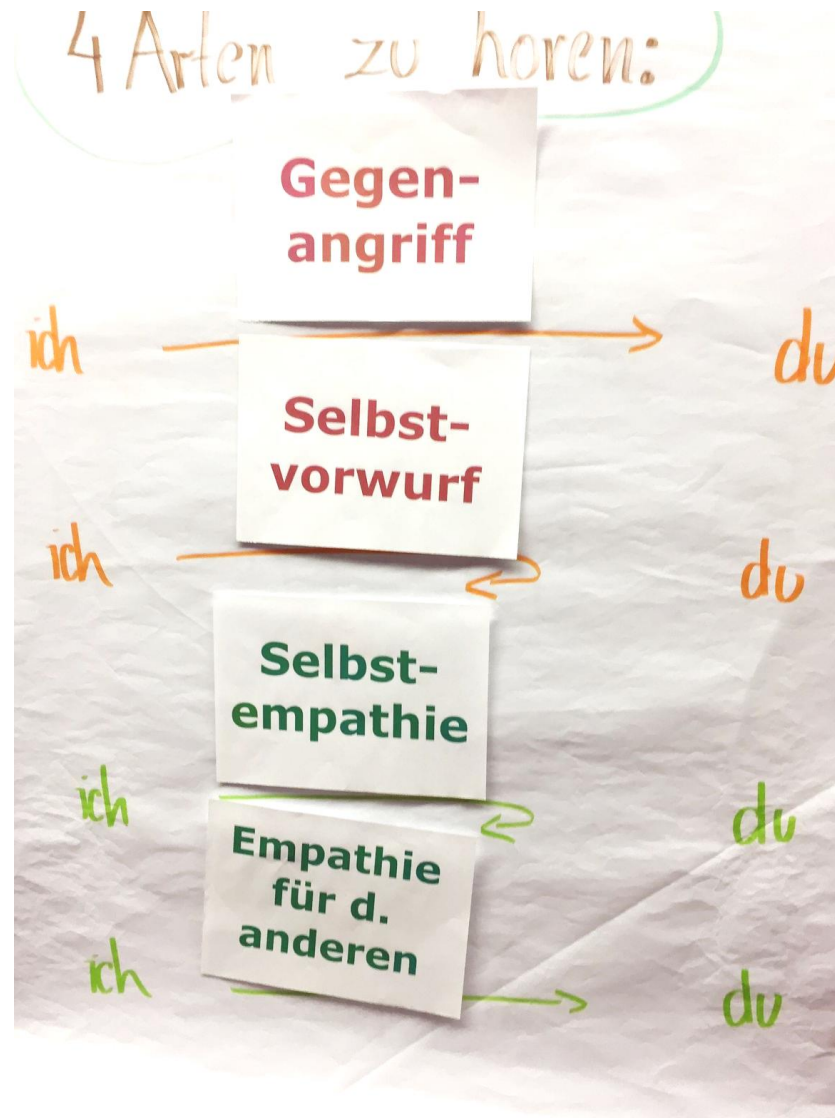 4 Arten zu hören:
Gegen-
angriff
ich du
Selbst-
vorwurf
ich du
Selbst-
empathie
ich du
Empathie
für d.
anderen
ich du